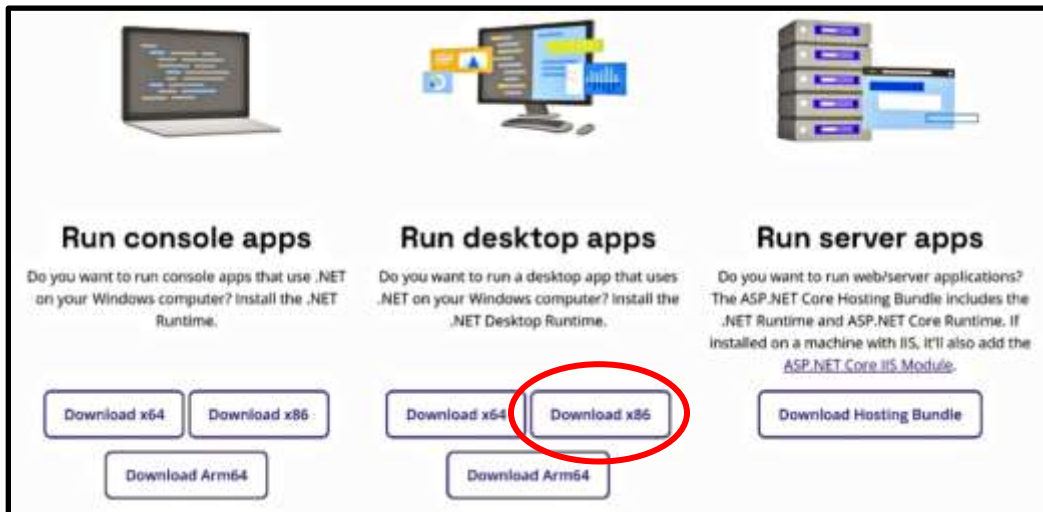 Run console apps
Do you want to run console apps that use .NET
on your Windows computer? Install the .NET
Runtime.
Download x64
Download x86
Download Arm64
Run desktop apps
Do you want to run a desktop app that uses
.NET on your Windows computer? Install the
.NET Desktop Runtime.
Download x64
Download x86
Download Arm64
Run server apps
Do you want to run web/server applications?
The ASP.NET Core Hosting Bundle includes the
.NET Runtime and ASP.NET Core Runtime. If
installed on a machine with IIS, it'll also add the
ASP.NET Core IIS Module.
Download Hosting Bundle